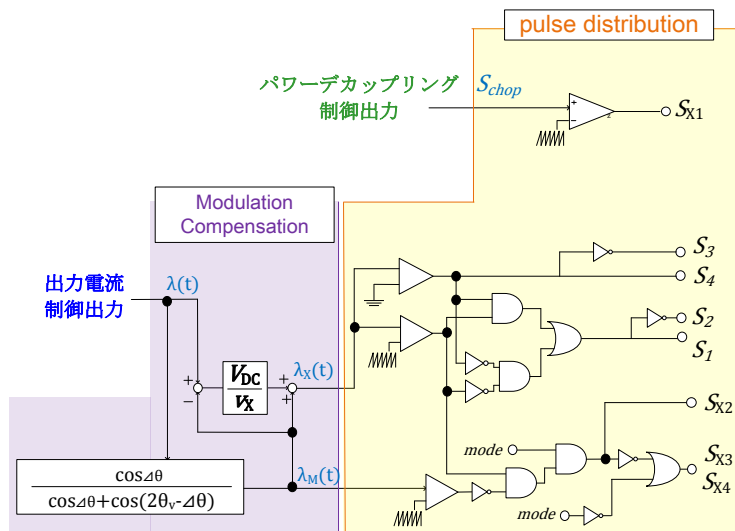 pulse distribution
パワーデカップリング
制御出力
S_chop
+
−
S_X1
Modulation
Compensation
出力電流
制御出力
λ(t)
S_3
S_4
S_2
S_1
+
−
V_DC
v_X
+
+
λ_X(t)
S_X2
mode
S_X3
S_X4
mode
cos⊿θ
cos⊿θ+cos(2θ_v-⊿θ)
λ_M(t)